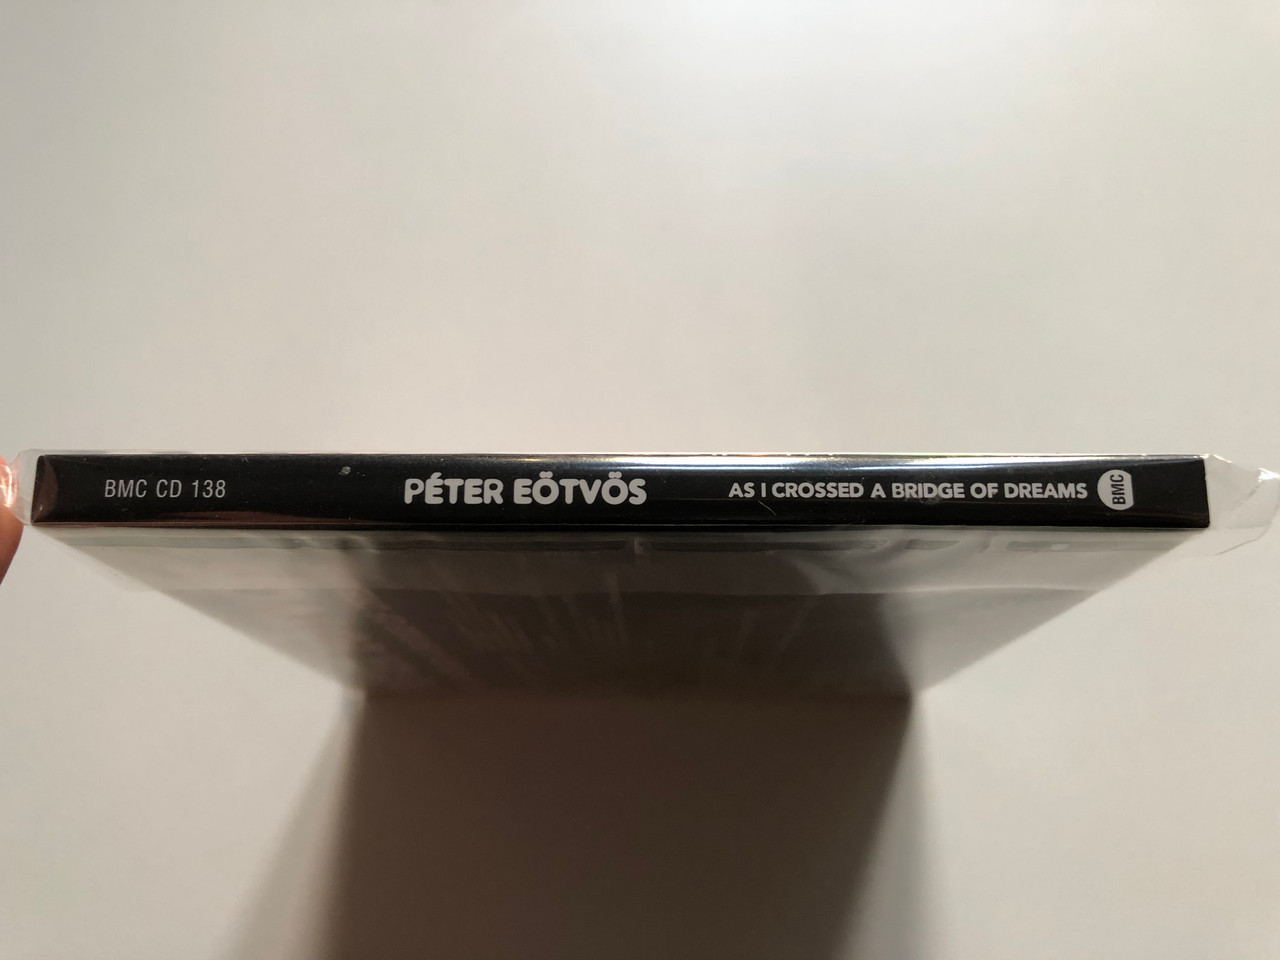 BMC CD 138
PÉTER EÖTVÖS
AS I CROSSED A BRIDGE OF DREAMS
BMC